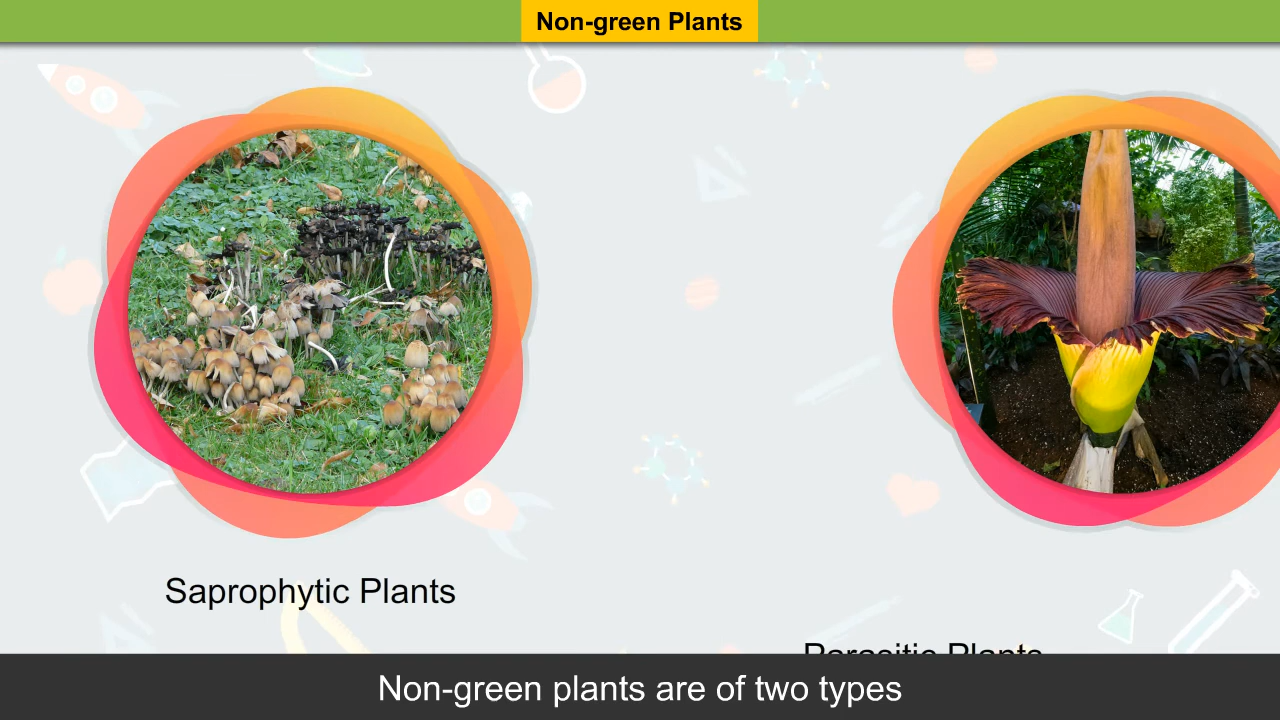 Non-green Plants
Saprophytic Plants
Parasitic Plants
Non-green plants are of two types